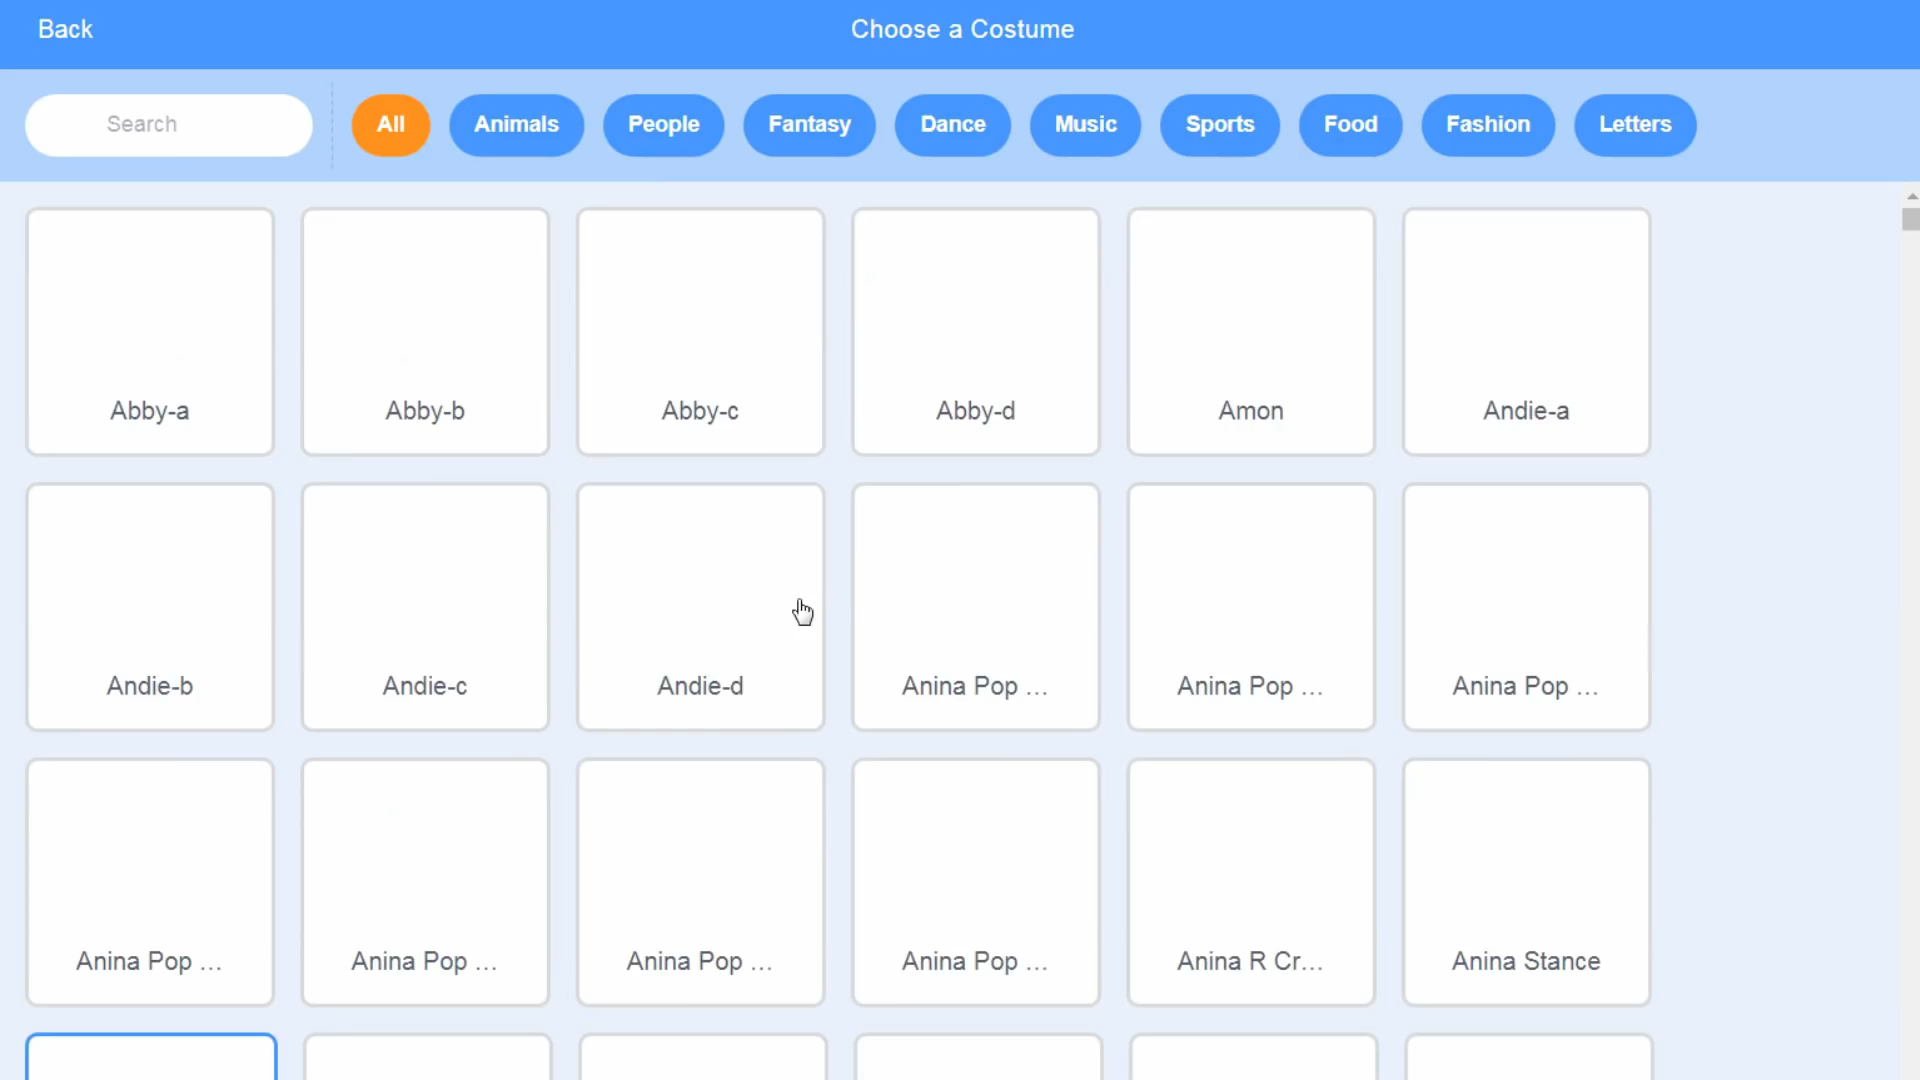 Back
Choose a Costume
Search
All
Animals
People
Fantasy
Dance
Music
Sports
Food
Fashion
Letters
Abby-a
Abby-b
Abby-c
Abby-d
Amon
Andie-a
Andie-b
Andie-c
Andie-d
Anina Pop ...
Anina Pop ...
Anina Pop ...
Anina Pop ...
Anina Pop ...
Anina Pop ...
Anina Pop ...
Anina R Cr...
Anina Stance